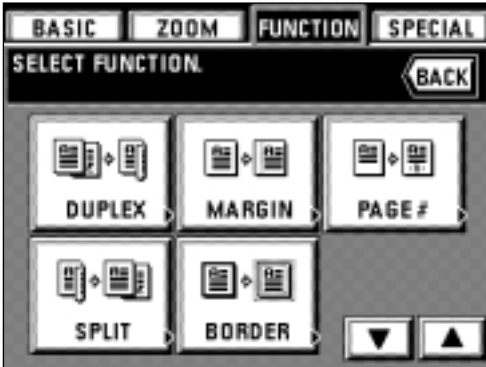 BASIC ZOOM FUNCTION SPECIAL
SELECT FUNCTION.
BACK
DUPLEX MARGIN PAGE#
SPLIT BORDER